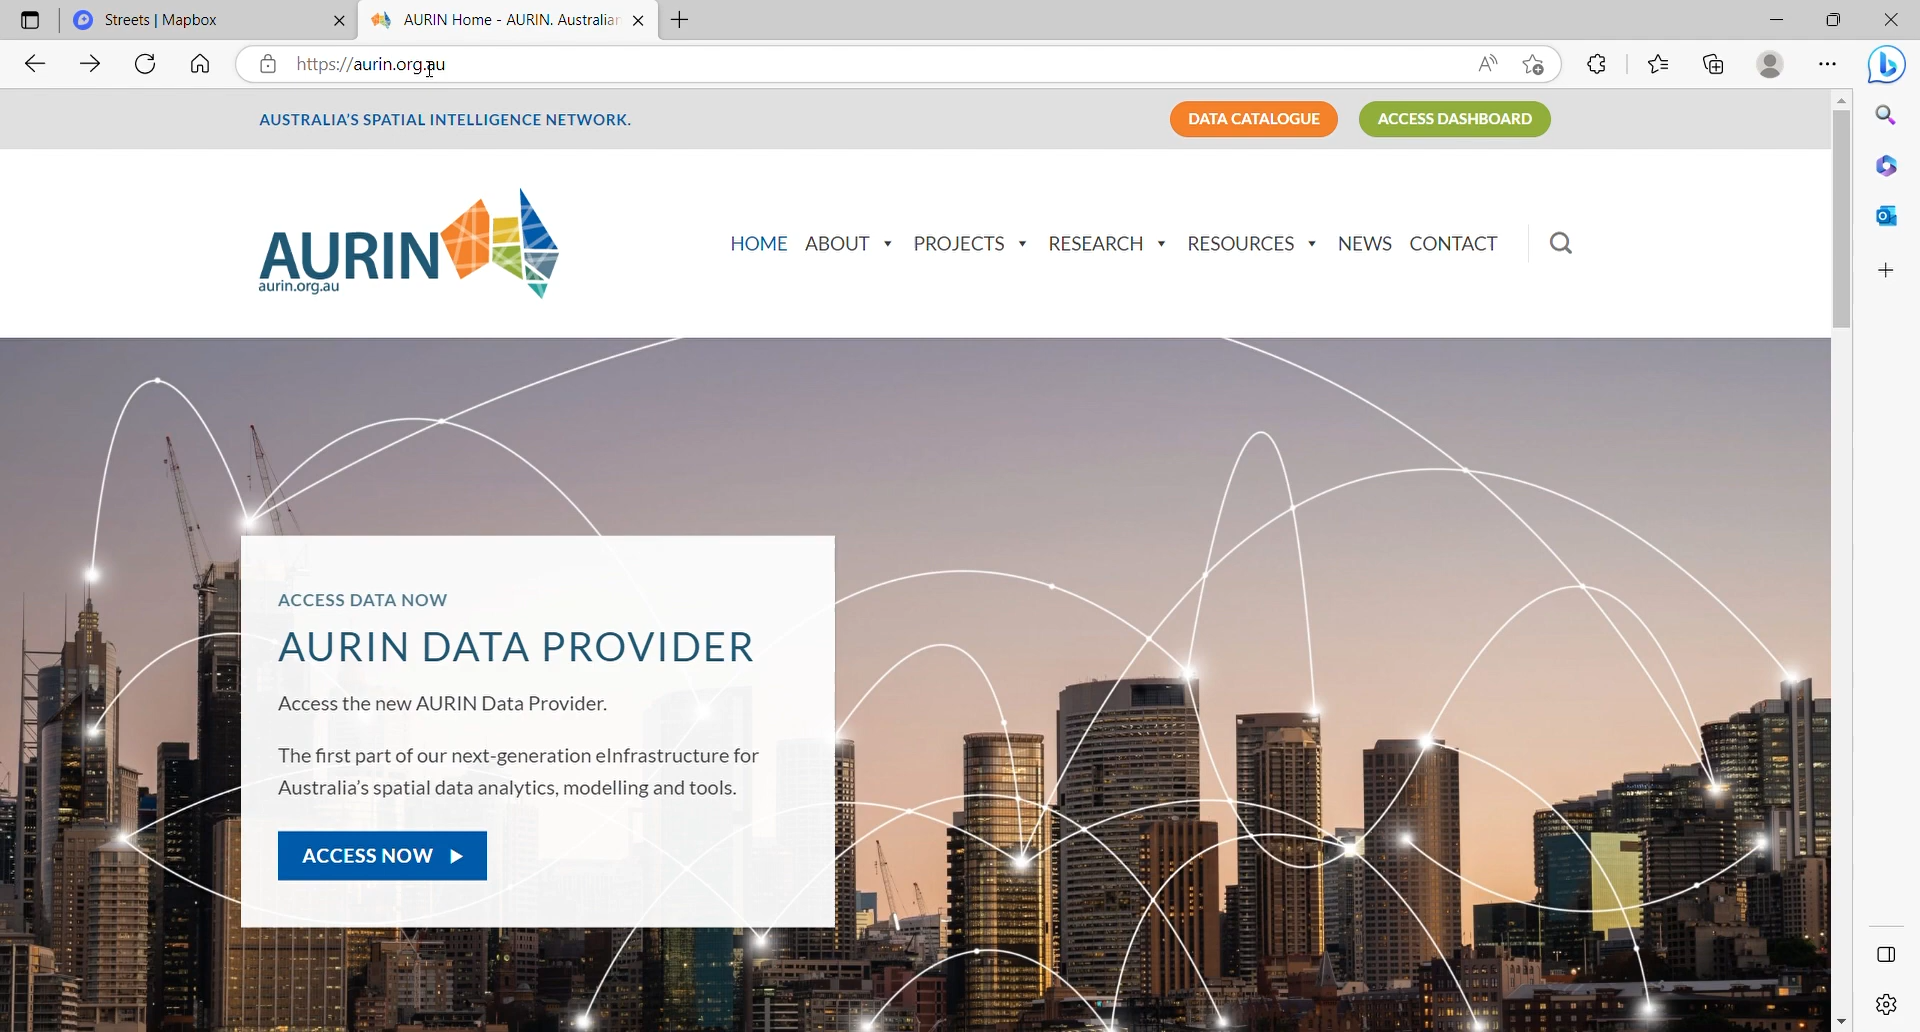 Streets | Mapbox
AURIN Home - AURIN. Australian
https://aurin.org.au
AUSTRALIA'S SPATIAL INTELLIGENCE NETWORK.
DATA CATALOGUE
ACCESS DASHBOARD
AURIN
aurin.org.au
HOME ABOUT PROJECTS RESEARCH RESOURCES NEWS CONTACT
ACCESS DATA NOW
AURIN DATA PROVIDER
Access the new AURIN Data Provider.
The first part of our next-generation eInfrastructure for
Australia's spatial data analytics, modelling and tools.
ACCESS NOW